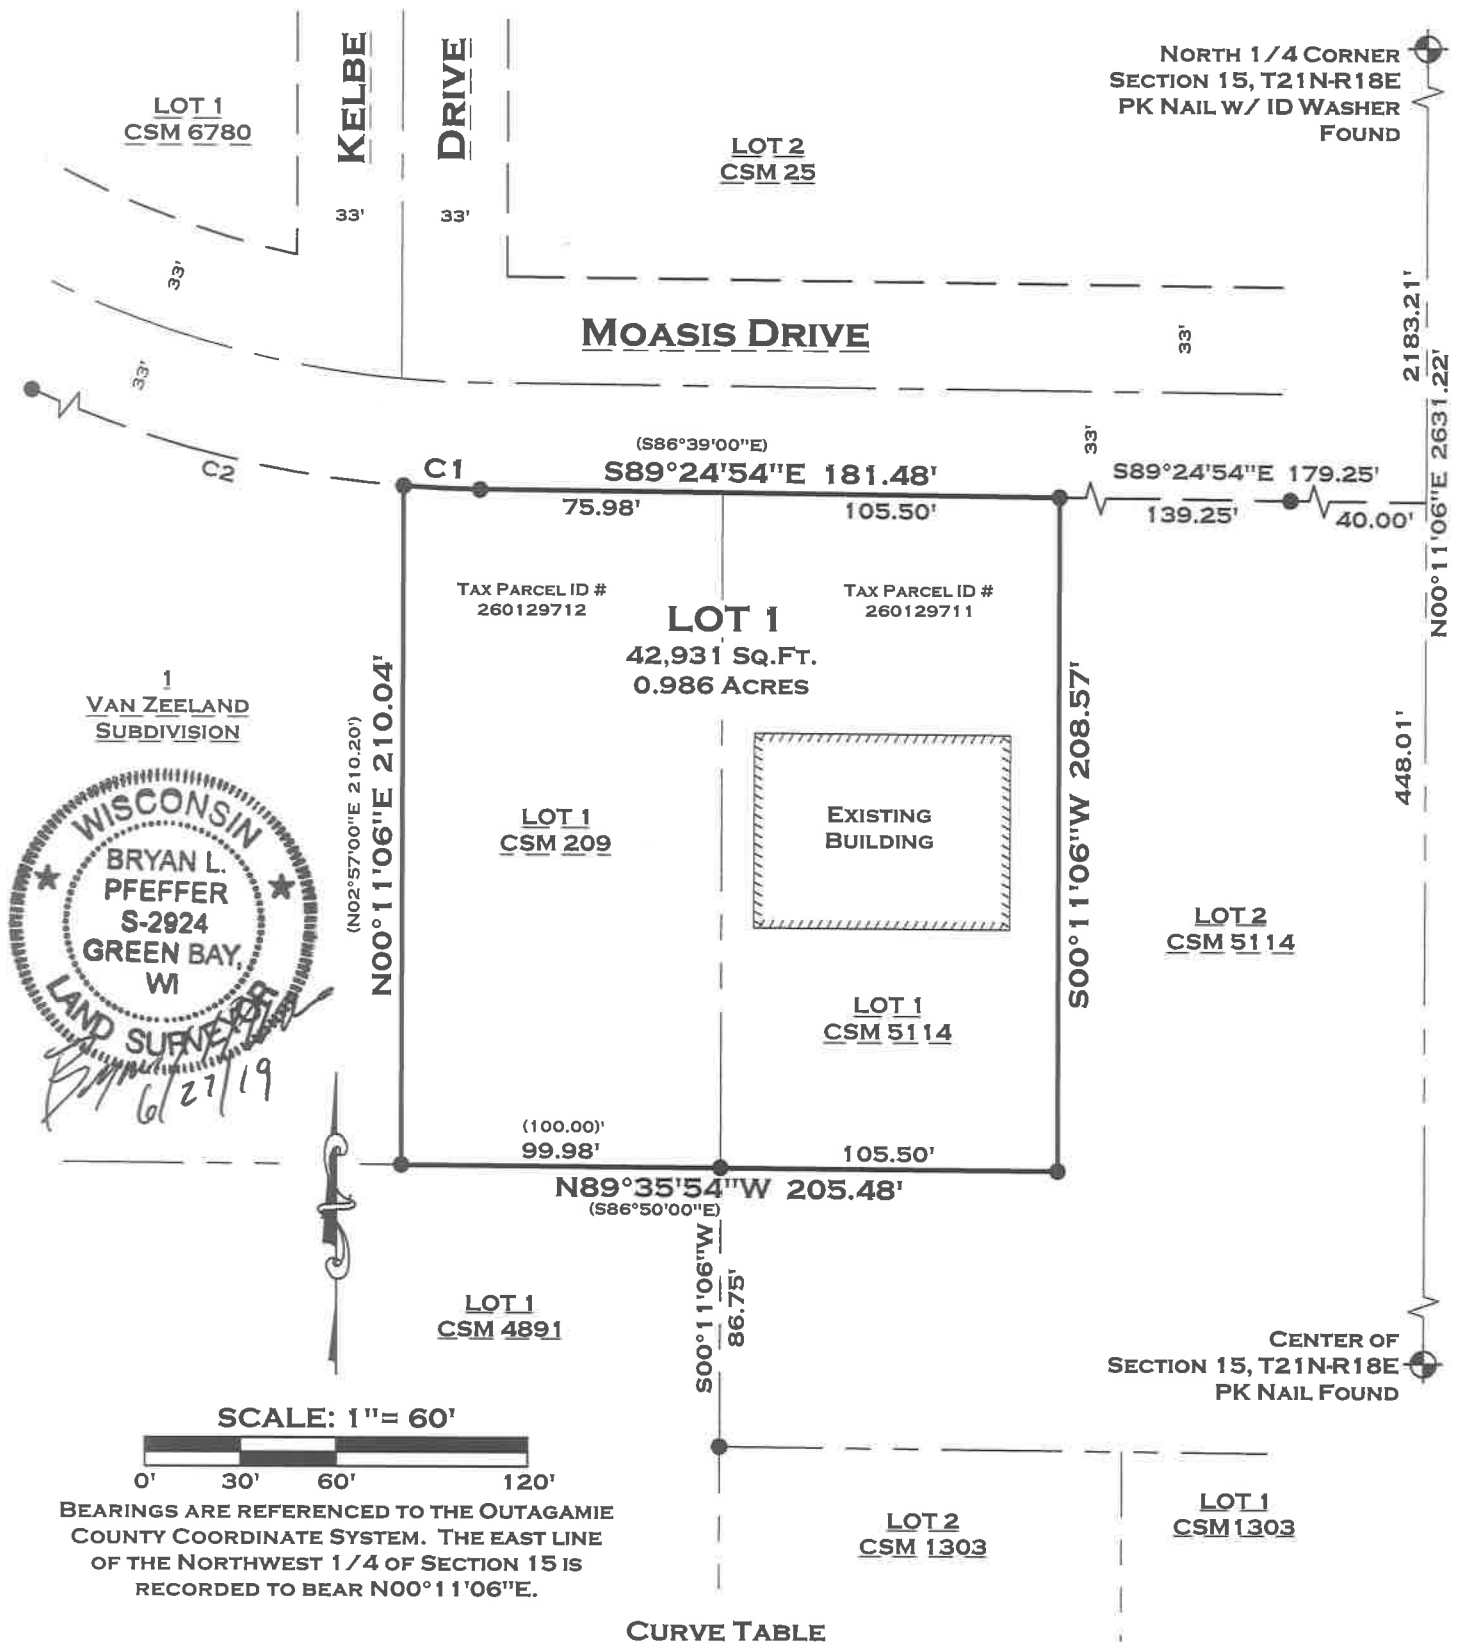 KELBE
DRIVE
NORTH 1/4 CORNER
SECTION 15, T21N-R18E
PK NAIL W/ ID WASHER
FOUND
LOT 1
CSM 6780
LOT 2
CSM 25
33'
33'
33'
MOASIS DRIVE
33'
33'
2183.21'
N00°11'06"E 2631.22'
C2
C1
(S86°39'00"E)
S89°24'54"E 181.48'
75.98'
105.50'
33'
S89°24'54"E 179.25'
139.25'
40.00'
TAX PARCEL ID #
260129712
TAX PARCEL ID #
260129711
LOT 1
42,931 SQ.FT.
0.986 ACRES
1
VAN ZEELAND
SUBDIVISION
(N02°57'00"E 210.20')
N00°11'06"E 210.04'
S00°11'06"W 208.57'
448.01'
WISCONSIN
BRYAN L.
PFEFFER
S-2924
GREEN BAY,
WI
LAND SURVEYOR
6/27/19
LOT 1
CSM 209
EXISTING
BUILDING
LOT 2
CSM 5114
LOT 1
CSM 5114
(100.00)'
99.98'
105.50'
N89°35'54"W 205.48'
(S86°50'00"E)
S00°11'06"W
86.75'
LOT 1
CSM 4891
CENTER OF
SECTION 15, T21N-R18E
PK NAIL FOUND
SCALE: 1"= 60'
0' 30' 60' 120'
BEARINGS ARE REFERENCED TO THE OUTAGAMIE
COUNTY COORDINATE SYSTEM. THE EAST LINE
OF THE NORTHWEST 1/4 OF SECTION 15 IS
RECORDED TO BEAR N00°11'06"E.
LOT 2
CSM 1303
LOT 1
CSM1303
CURVE TABLE